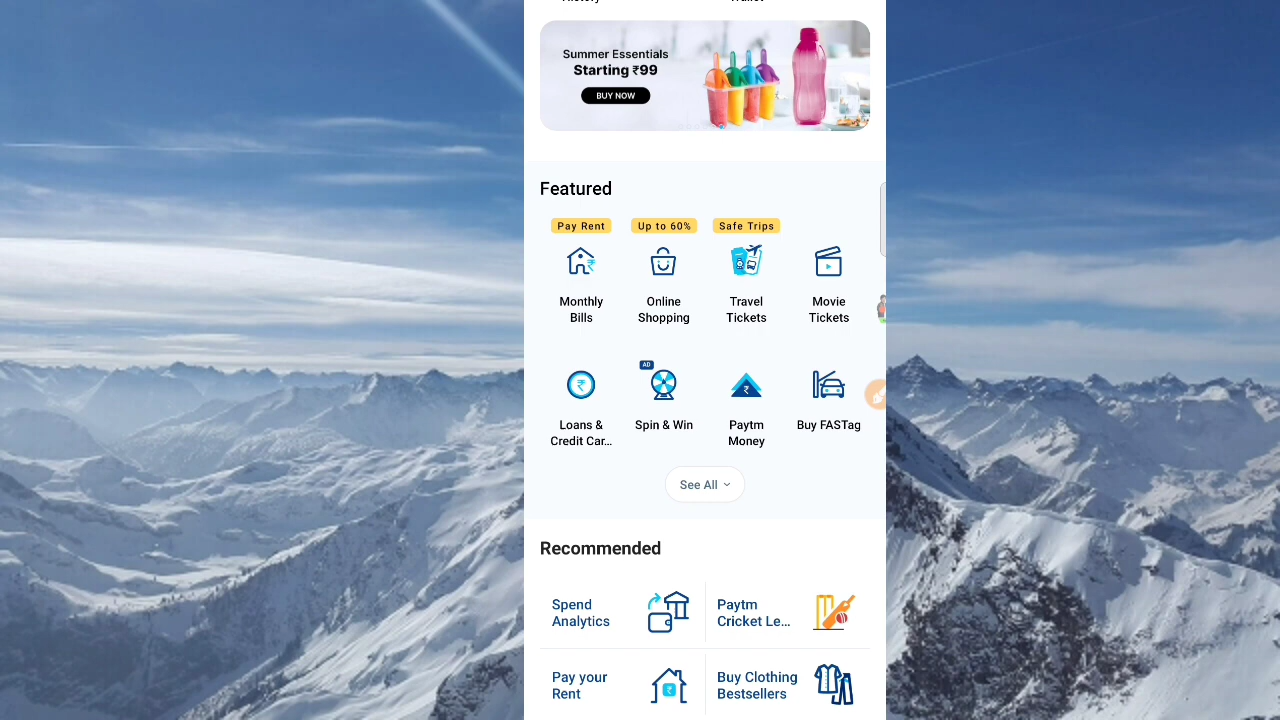 Summer Essentials
Starting ₹99
BUY NOW
Featured
Pay Rent
Up to 60%
Safe Trips
Monthly
Bills
Online
Shopping
Travel
Tickets
Movie
Tickets
AD
Loans &
Credit Car...
Spin & Win
Paytm
Money
Buy FASTag
See All
Recommended
Spend
Analytics
Paytm
Cricket Le...
Pay your
Rent
Buy Clothing
Bestsellers